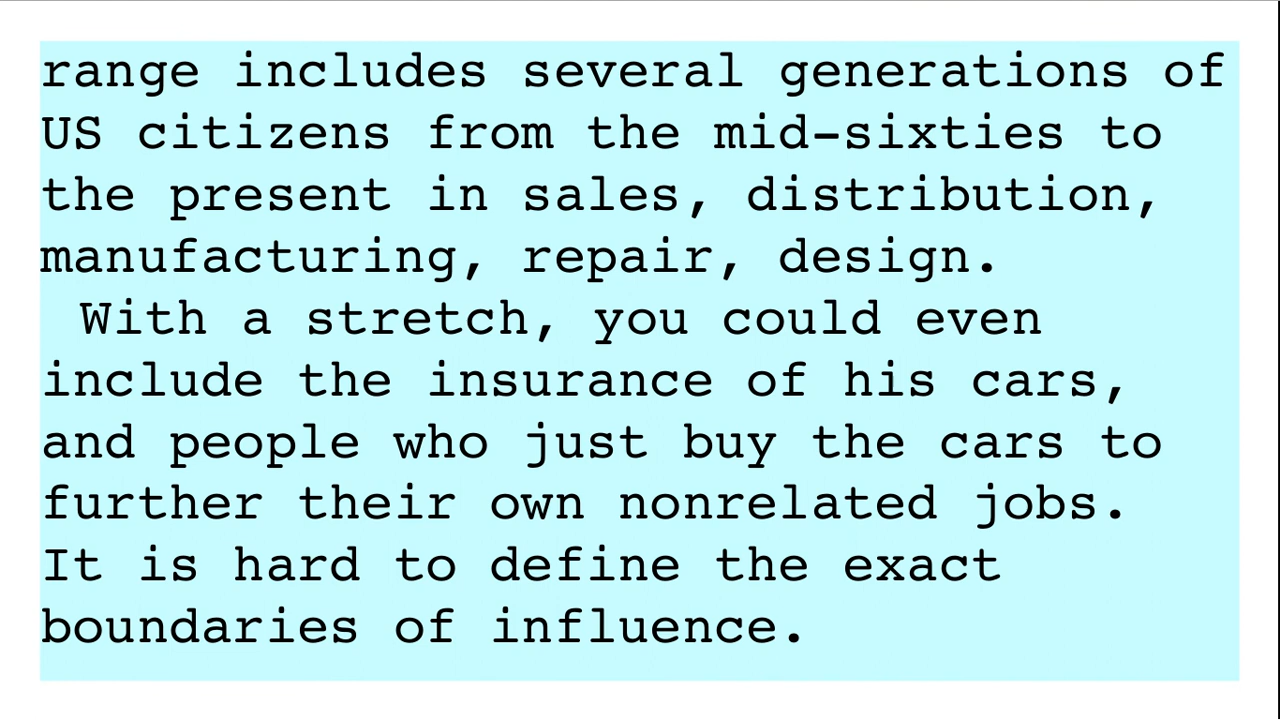 range includes several generations of
US citizens from the mid-sixties to
the present in sales, distribution,
manufacturing, repair, design.
With a stretch, you could even
include the insurance of his cars,
and people who just buy the cars to
further their own nonrelated jobs.
It is hard to define the exact
boundaries of influence.